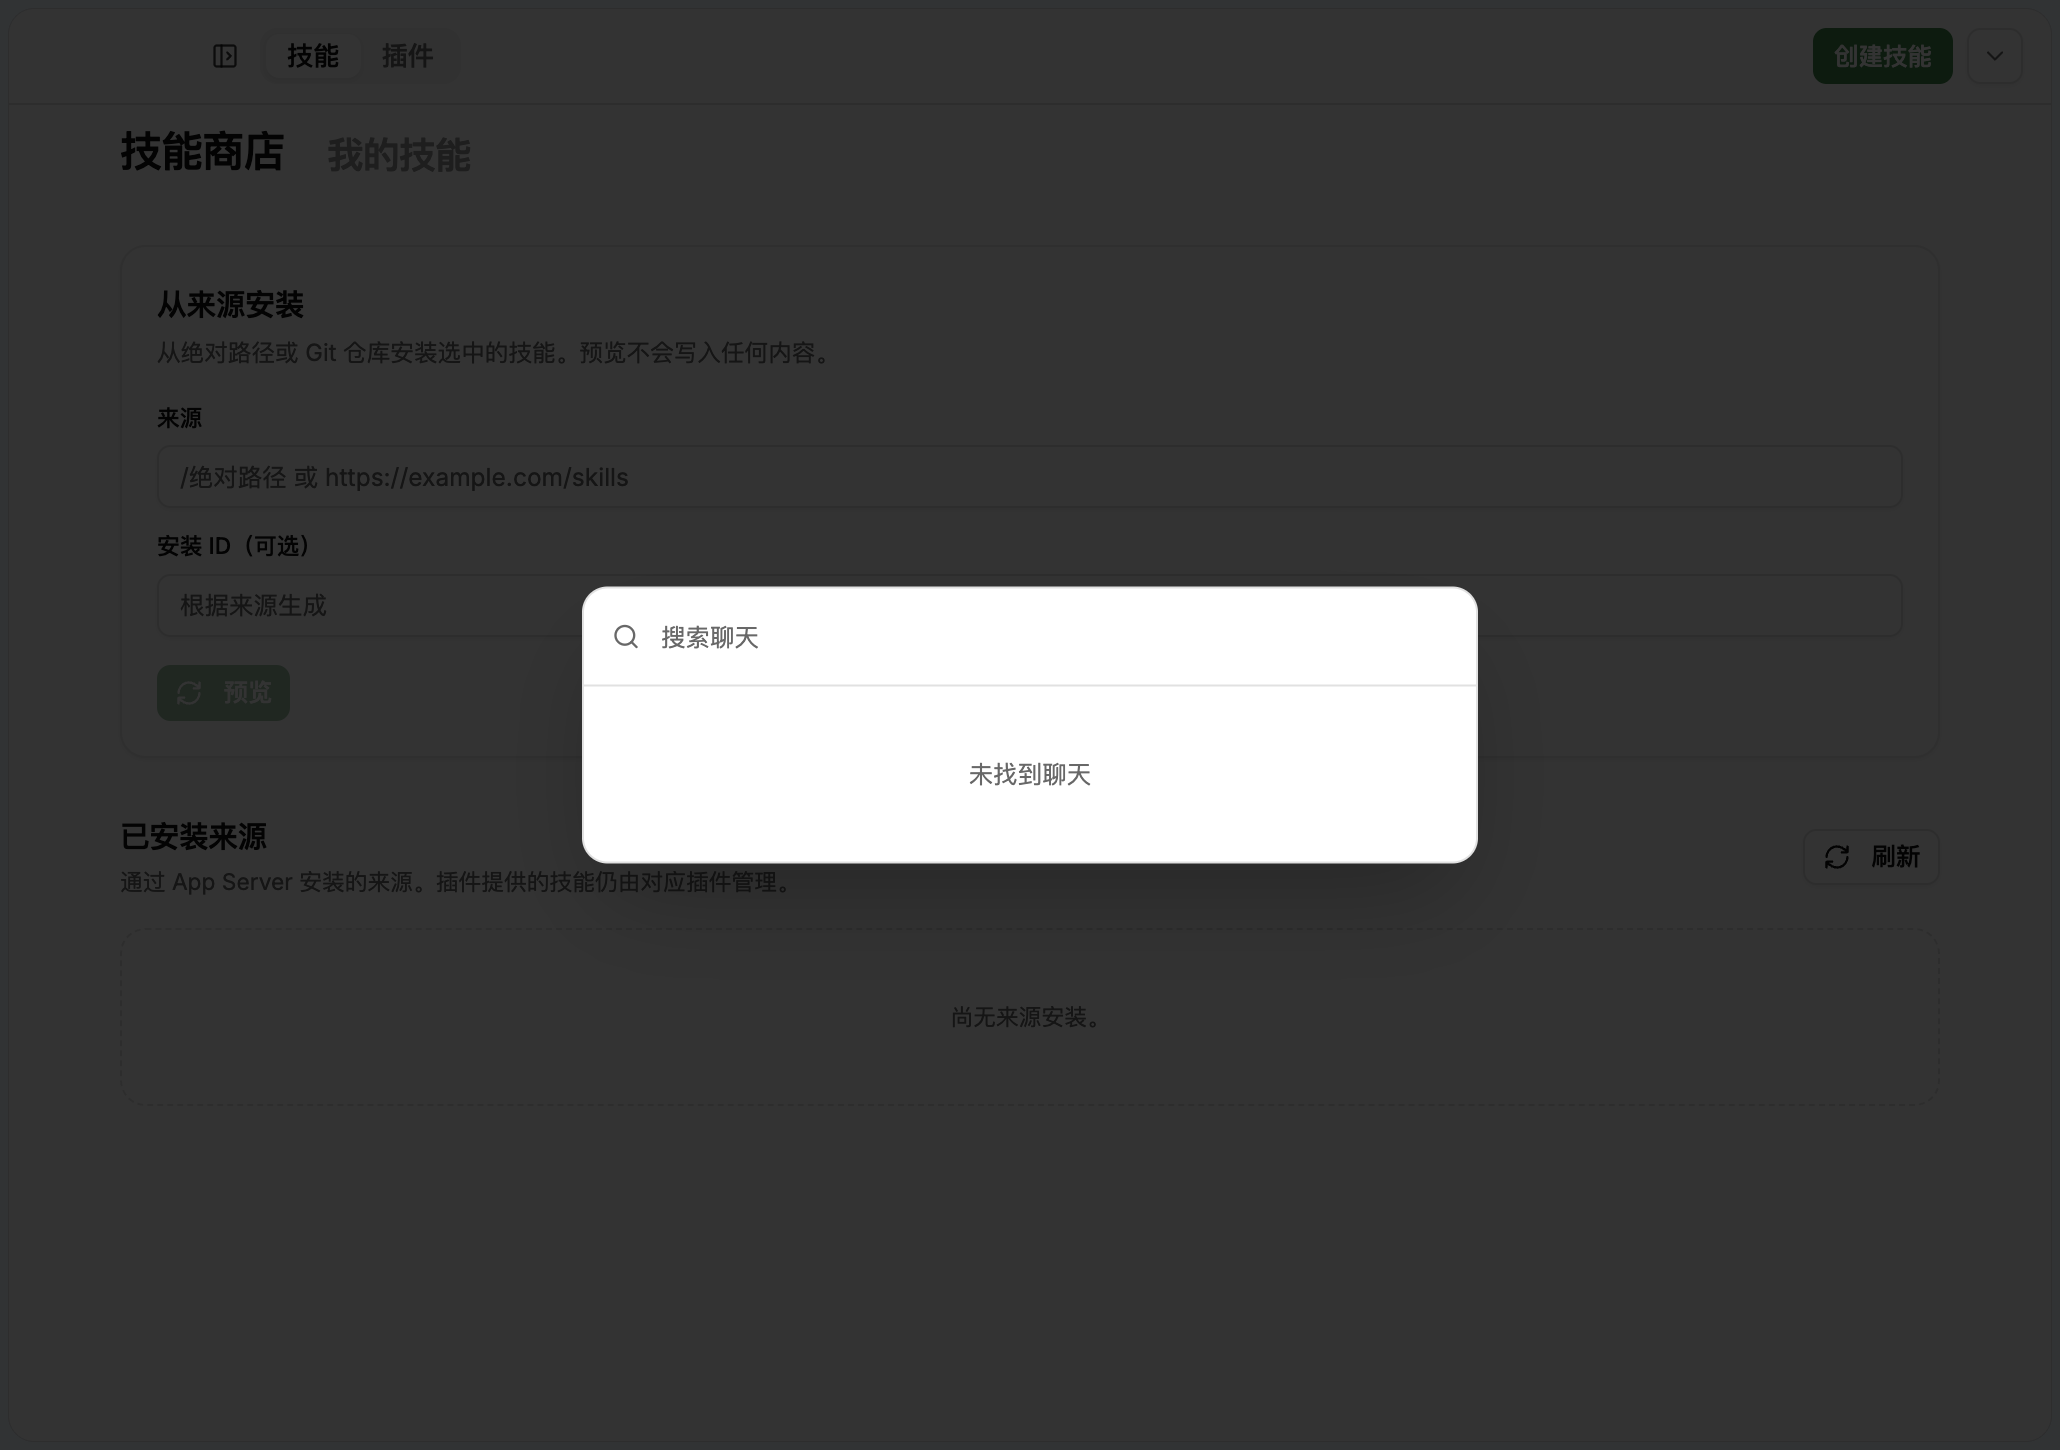 技能 插件 创建技能
技能商店 我的技能
从来源安装
从绝对路径或 Git 仓库安装选中的技能。预览不会写入任何内容。
来源
/绝对路径 或 https://example.com/skills
安装 ID（可选）
根据来源生成
预览
搜索聊天
未找到聊天
已安装来源
通过 App Server 安装的来源。插件提供的技能仍由对应插件管理。
刷新
尚无来源安装。